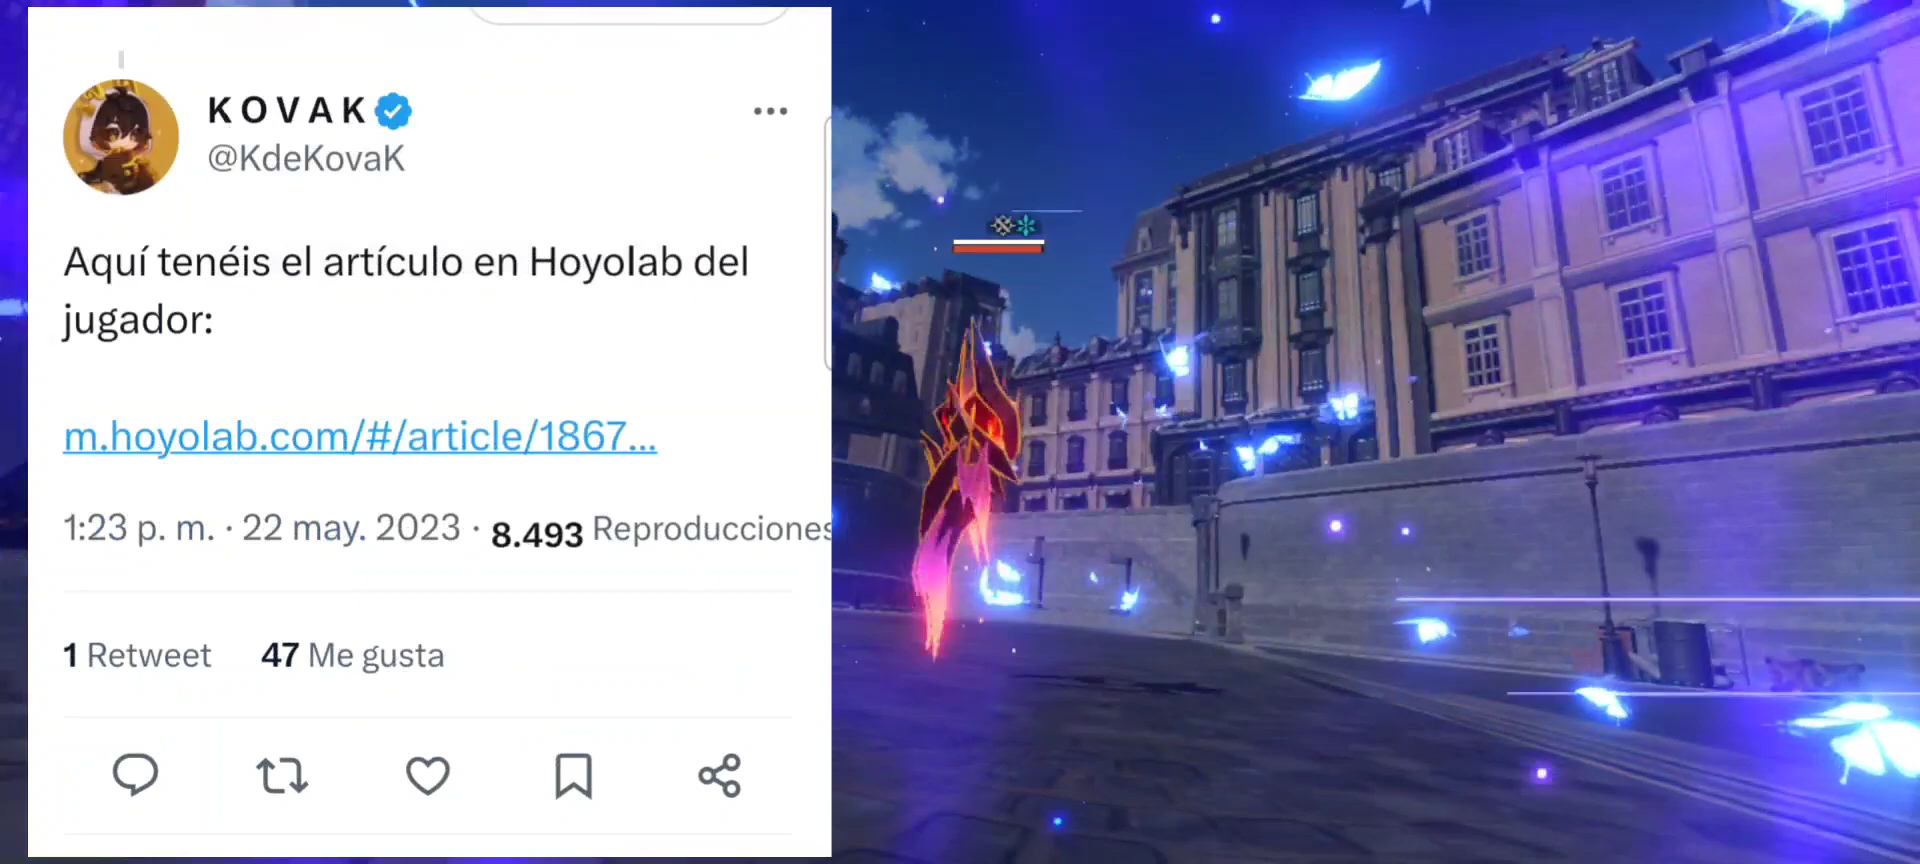 KOVAK
@KdeKovaK
Aquí tenéis el artículo en Hoyolab del
jugador:
m.hoyolab.com/#/article/1867...
1:23 p. m. · 22 may. 2023 · 8.493 Reproducciones
1 Retweet 47 Me gusta